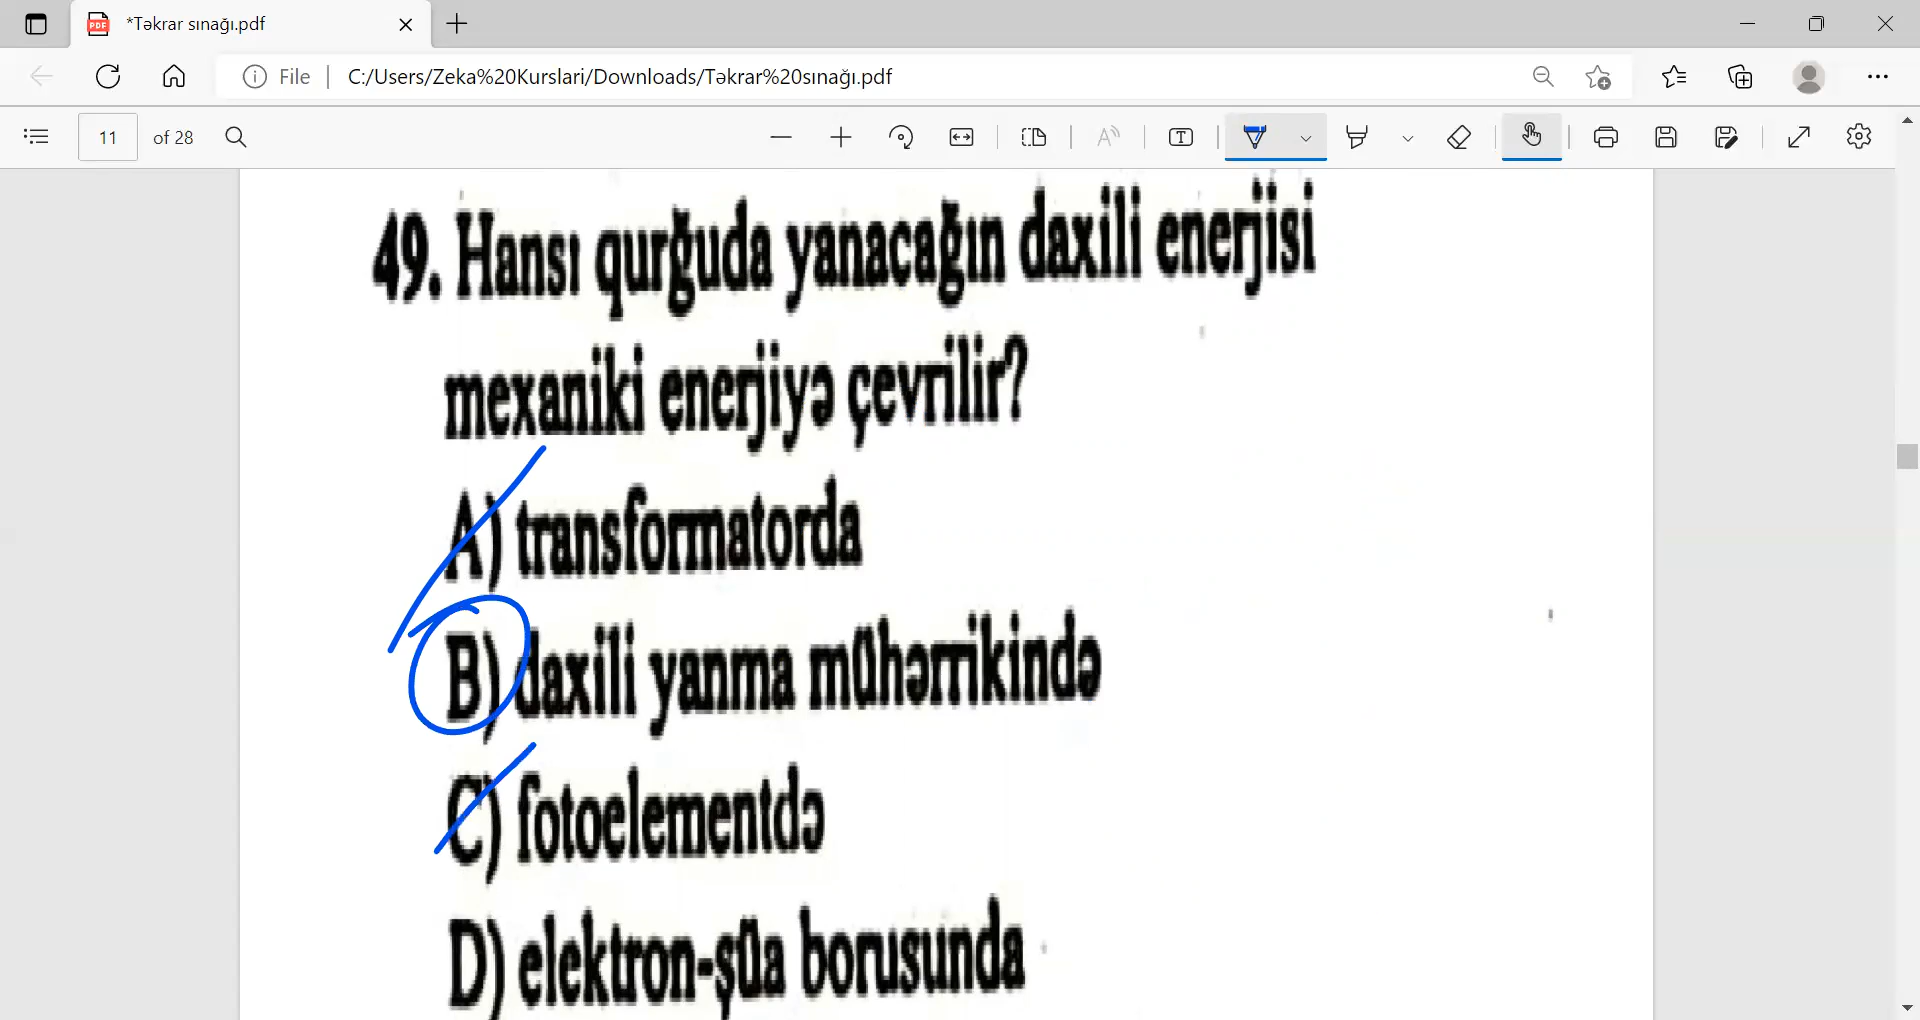 *Təkrar sınağı.pdf
File
C:/Users/Zeka%20Kurslari/Downloads/Təkrar%20sınağı.pdf
11 of 28
49. Hansı qurğuda yanacağın daxili enerjisi
mexaniki enerjiyə çevrilir?
A) transformatorda
B) daxili yanma mühərrikində
C) fotoelementdə
D) elektron-şüa borusunda